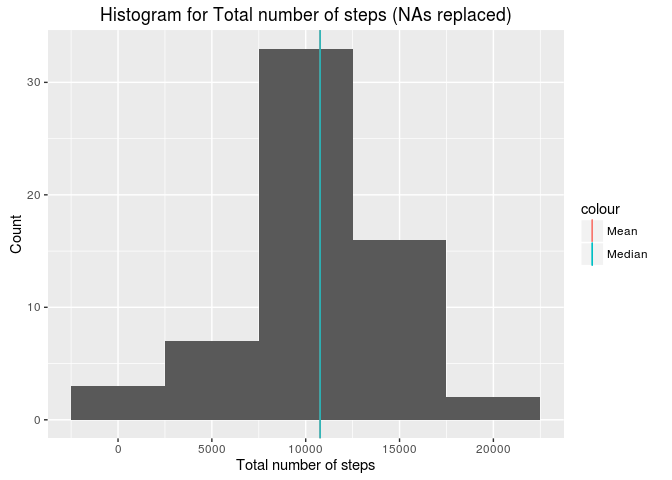 Histogram for Total number of steps (NAs replaced)
30
20
10
0
Count
0 5000 10000 15000 20000
Total number of steps
colour
Mean
Median